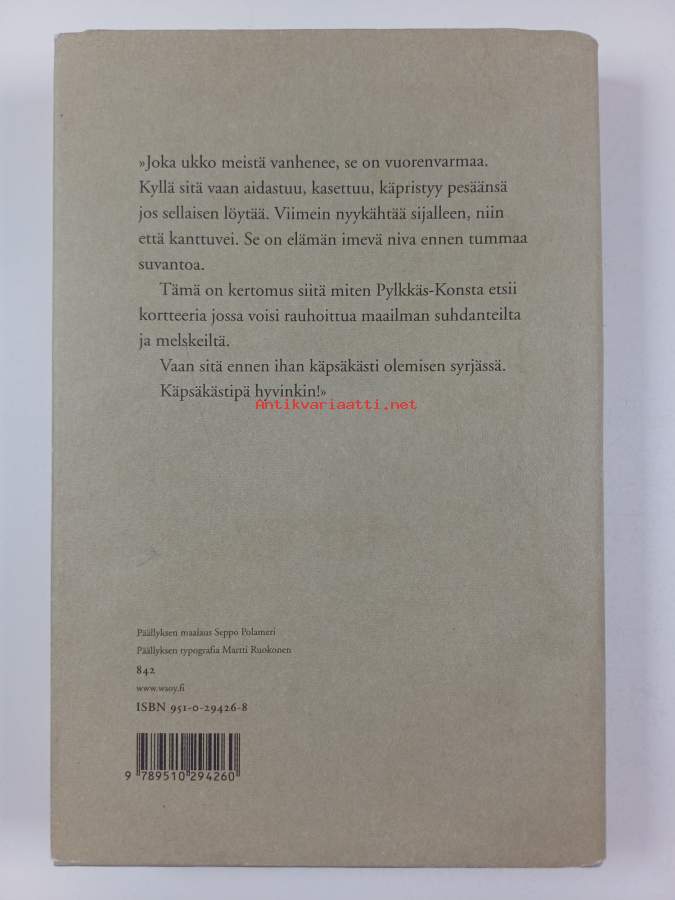 »Joka ukko meistä vanhenee, se on vuorenvarmaa.
Kyllä sitä vaan aidastuu, kasettuu, käpristyy pesäänsä
jos sellaisen löytää. Viimein nyykähtää sijalleen, niin
että kanttuvei. Se on elämän imevä niva ennen tummaa
suvantoa.
Tämä on kertomus siitä miten Pylkkäs-Konsta etsii
kortteeria jossa voisi rauhoittua maailman suhdanteilta
ja melskeiltä.
Vaan sitä ennen ihan käpsäkästi olemisen syrjässä.
Käpsäkästipä hyvinkin!»
Antikvariaatti.net
Päällyksen maalaus Seppo Polameri
Päällyksen typografia Martti Ruokonen
842
www.wsoy.fi
ISBN 951-0-29426-8
9 789510 294260